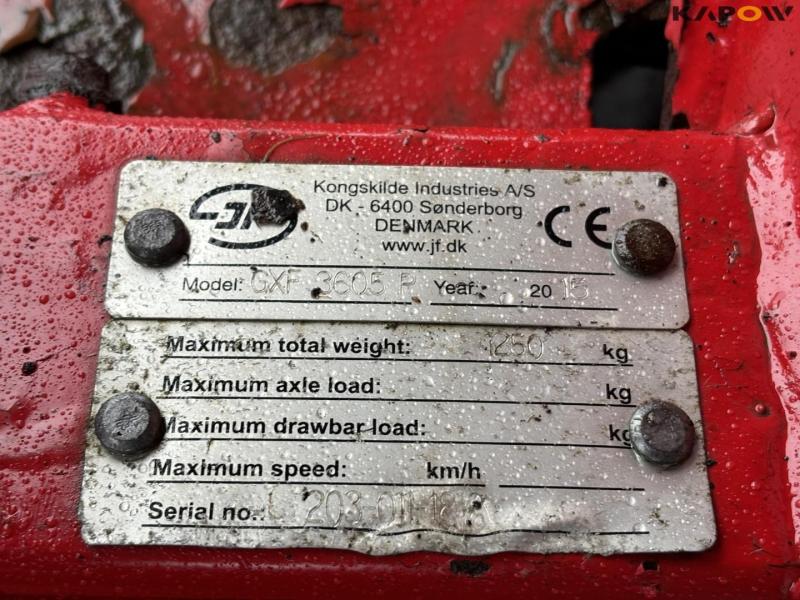 KAPOW
JF
Kongskilde Industries A/S
DK - 6400 Sønderborg
DENMARK
www.jf.dk
CE
Model: GXF 3605 P Year: 2015
Maximum total weight: 1250 kg
Maximum axle load: kg
Maximum drawbar load: kg
Maximum speed: km/h
Serial no.: